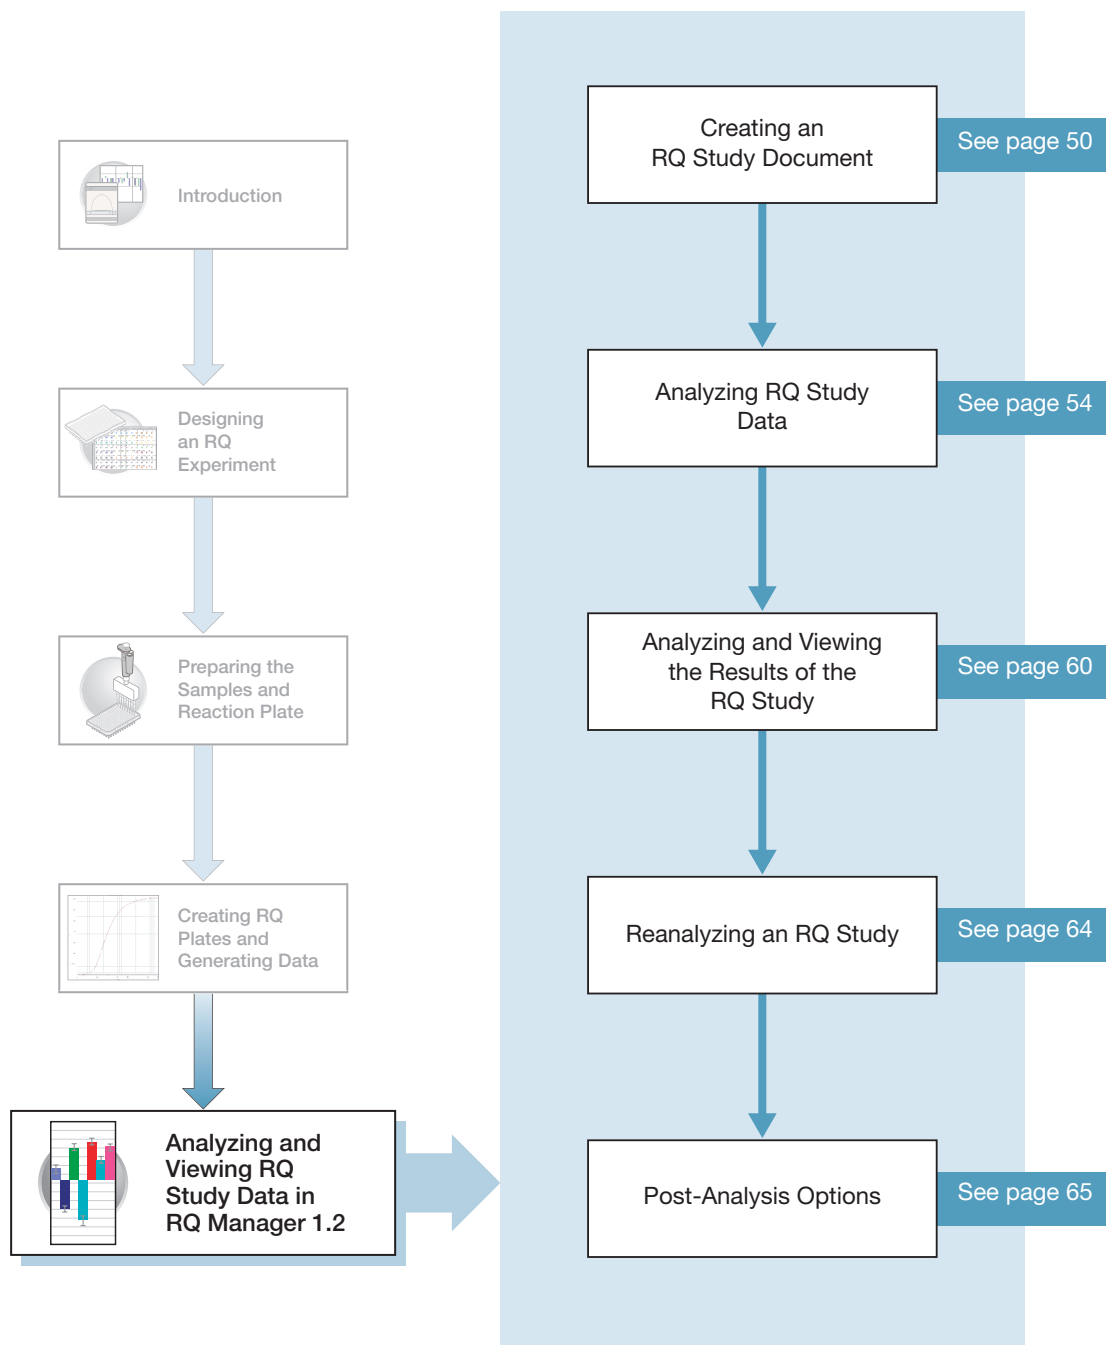 Introduction
Designing
an RQ
Experiment
Preparing the
Samples and
Reaction Plate
Creating RQ
Plates and
Generating Data
Analyzing and
Viewing RQ
Study Data in
RQ Manager 1.2
Creating an
RQ Study Document
See page 50
Analyzing RQ Study
Data
See page 54
Analyzing and Viewing
the Results of the
RQ Study
See page 60
Reanalyzing an RQ Study
See page 64
Post-Analysis Options
See page 65